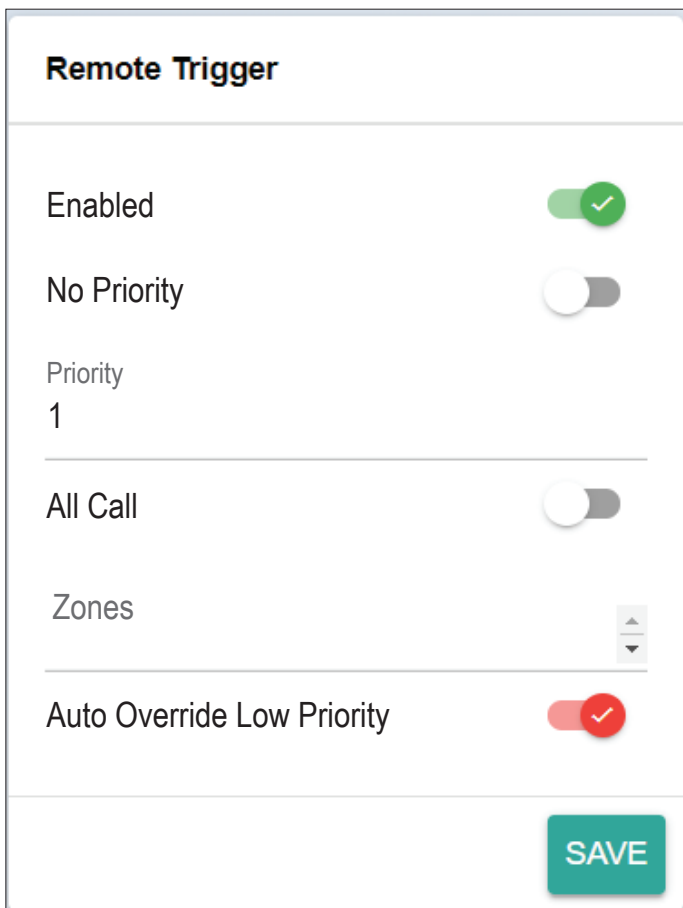 Remote Trigger
Enabled
No Priority
Priority
1
All Call
Zones
Auto Override Low Priority
SAVE